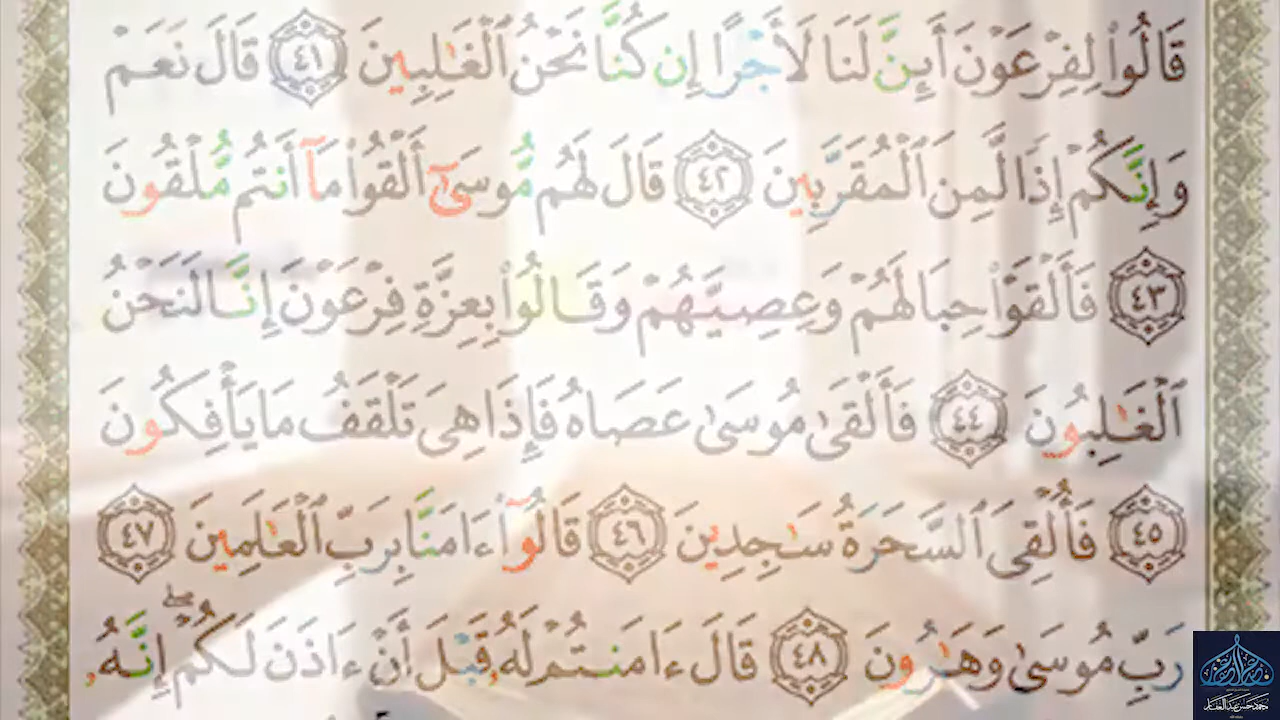 قَالُواْ لِفِرْعَوْنَ أَئِنَّ لَنَا لَأَجْرًا إِن كُنَّا نَحْنُ ٱلْغَـٰلِبِينَ ٤١ قَالَ نَعَمْ
وَإِنَّكُمْ إِذًا لَّمِنَ ٱلْمُقَرَّبِينَ ٤٢ قَالَ لَهُم مُّوسَىٰٓ أَلْقُواْ مَآ أَنتُم مُّلْقُونَ
٤٣ فَأَلْقَوْاْ حِبَالَهُمْ وَعِصِيَّهُمْ وَقَالُواْ بِعِزَّةِ فِرْعَوْنَ إِنَّا لَنَحْنُ
ٱلْغَـٰلِبُونَ ٤٤ فَأَلْقَىٰ مُوسَىٰ عَصَاهُ فَإِذَا هِىَ تَلْقَفُ مَا يَأْفِكُونَ
٤٥ فَأُلْقِىَ ٱلسَّحَرَةُ سَـٰجِدِينَ ٤٦ قَالُوٓاْ ءَامَنَّا بِرَبِّ ٱلْعَـٰلَمِينَ ٤٧
رَبِّ مُوسَىٰ وَهَـٰرُونَ ٤٨ قَالَ ءَامَنتُمْ لَهُۥ قَبْلَ أَنْ ءَاذَنَ لَكُمْ ۖ إِنَّهُۥ